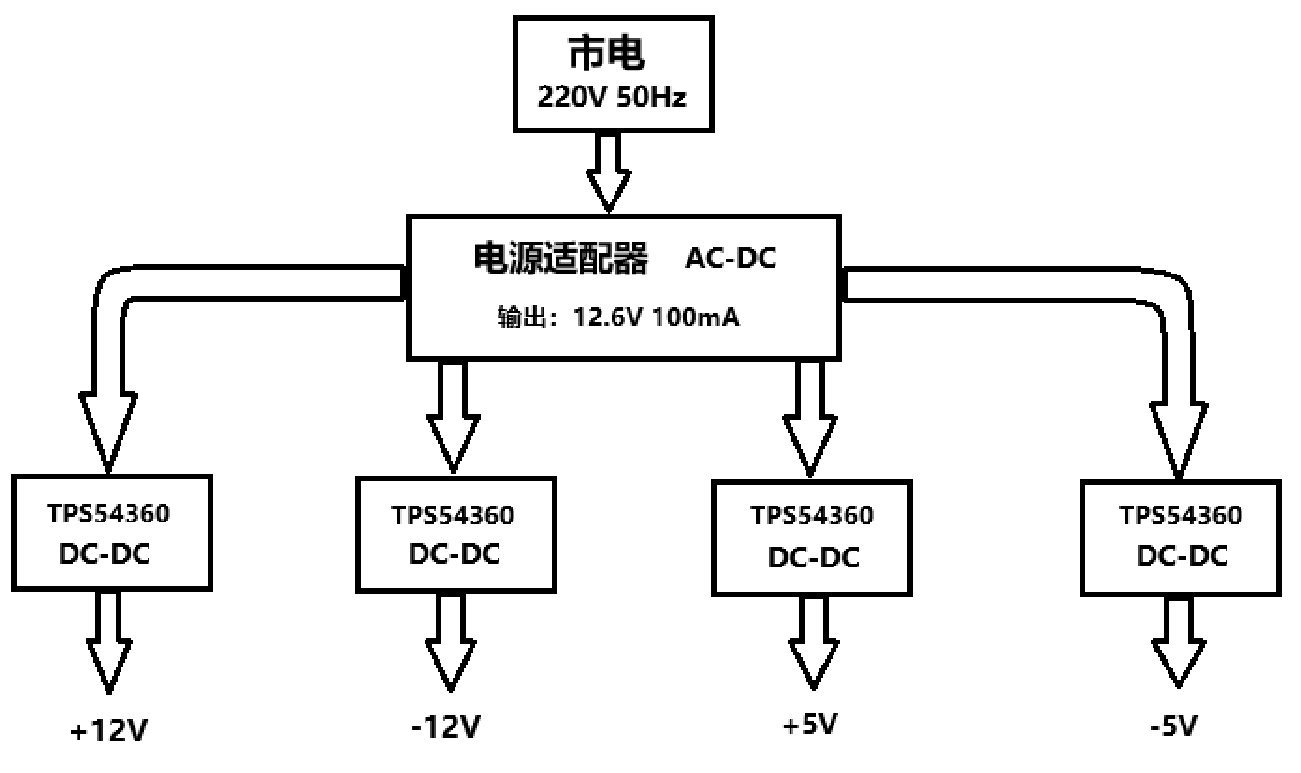 市电
220V 50Hz
电源适配器 AC-DC
输出：12.6V 100mA
TPS54360
DC-DC
TPS54360
DC-DC
TPS54360
DC-DC
TPS54360
DC-DC
+12V
-12V
+5V
-5V